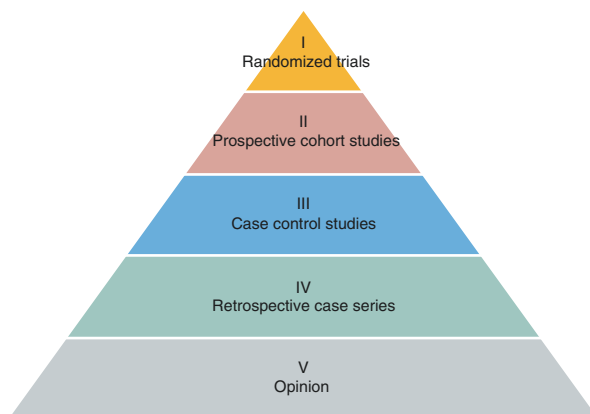 I
Randomized trials
II
Prospective cohort studies
III
Case control studies
IV
Retrospective case series
V
Opinion